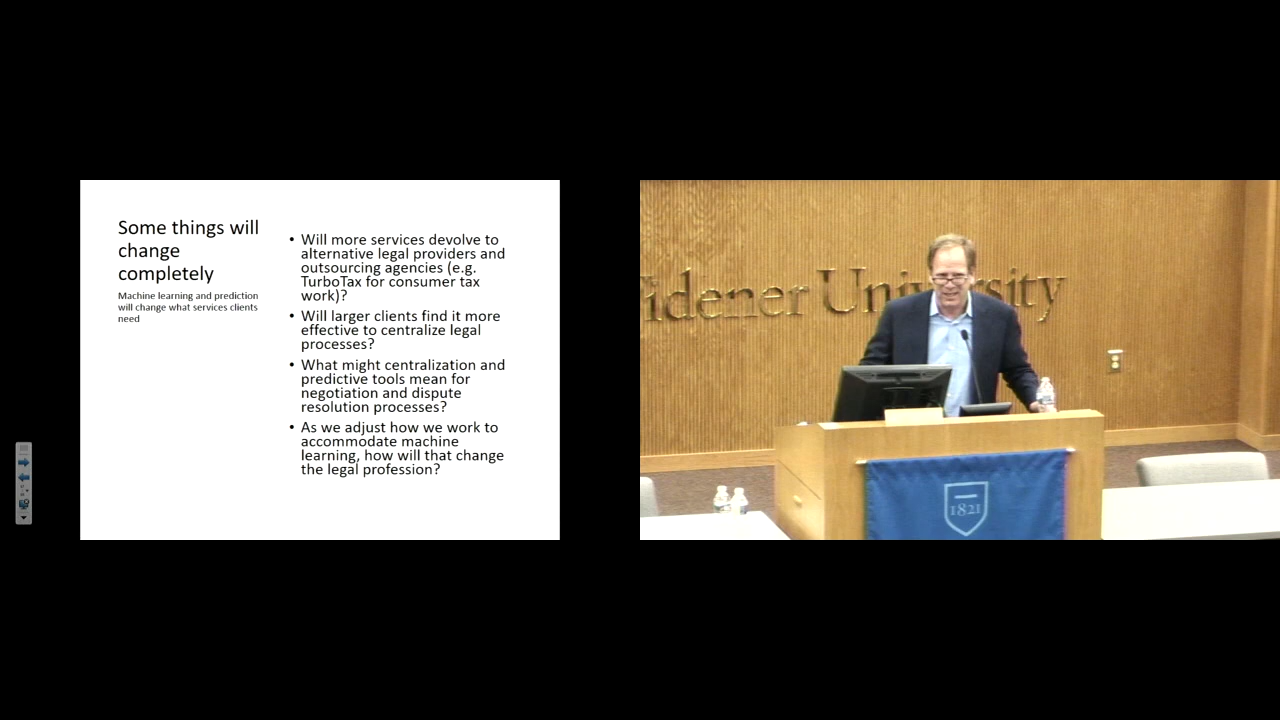 Some things will
change
completely
Machine learning and prediction
will change what services clients
need
• Will more services devolve to
alternative legal providers and
outsourcing agencies (e.g.
TurboTax for consumer tax
work)?
• Will larger clients find it more
effective to centralize legal
processes?
• What might centralization and
predictive tools mean for
negotiation and dispute
resolution processes?
• As we adjust how we work to
accommodate machine
learning, how will that change
the legal profession?
idener University
1821